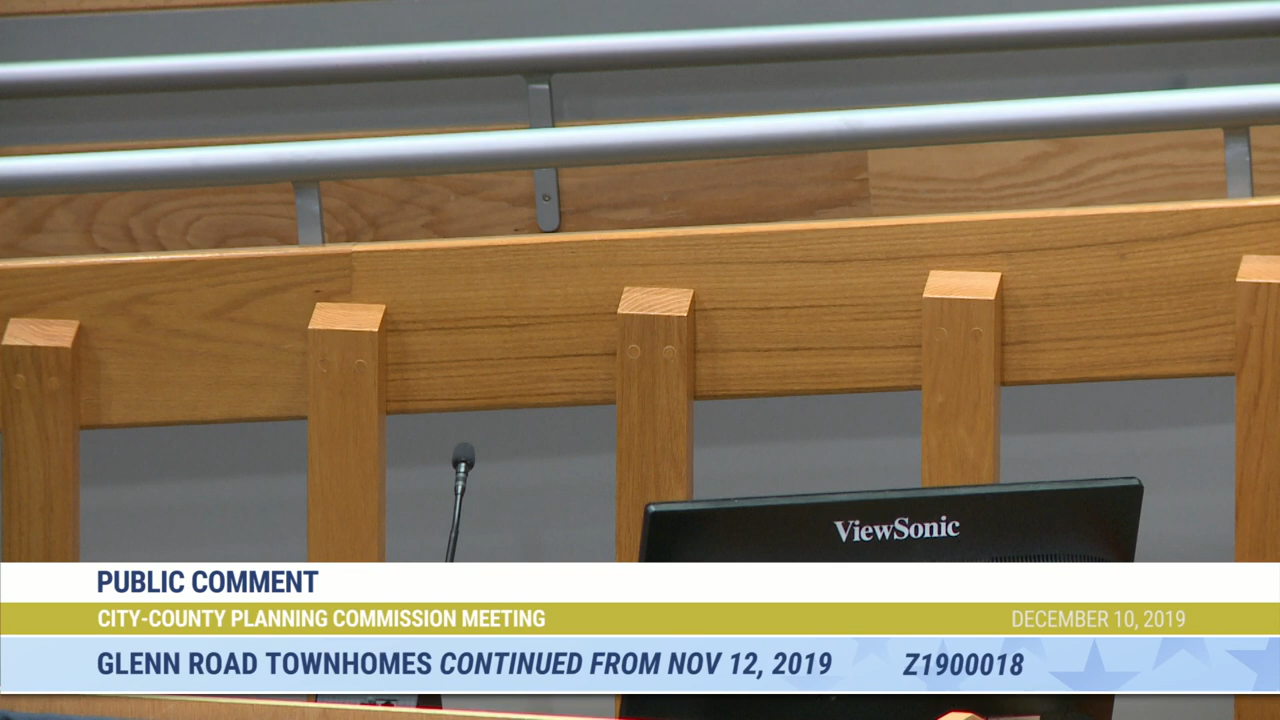 ViewSonic
PUBLIC COMMENT
CITY-COUNTY PLANNING COMMISSION MEETING DECEMBER 10, 2019
GLENN ROAD TOWNHOMES CONTINUED FROM NOV 12, 2019 Z1900018